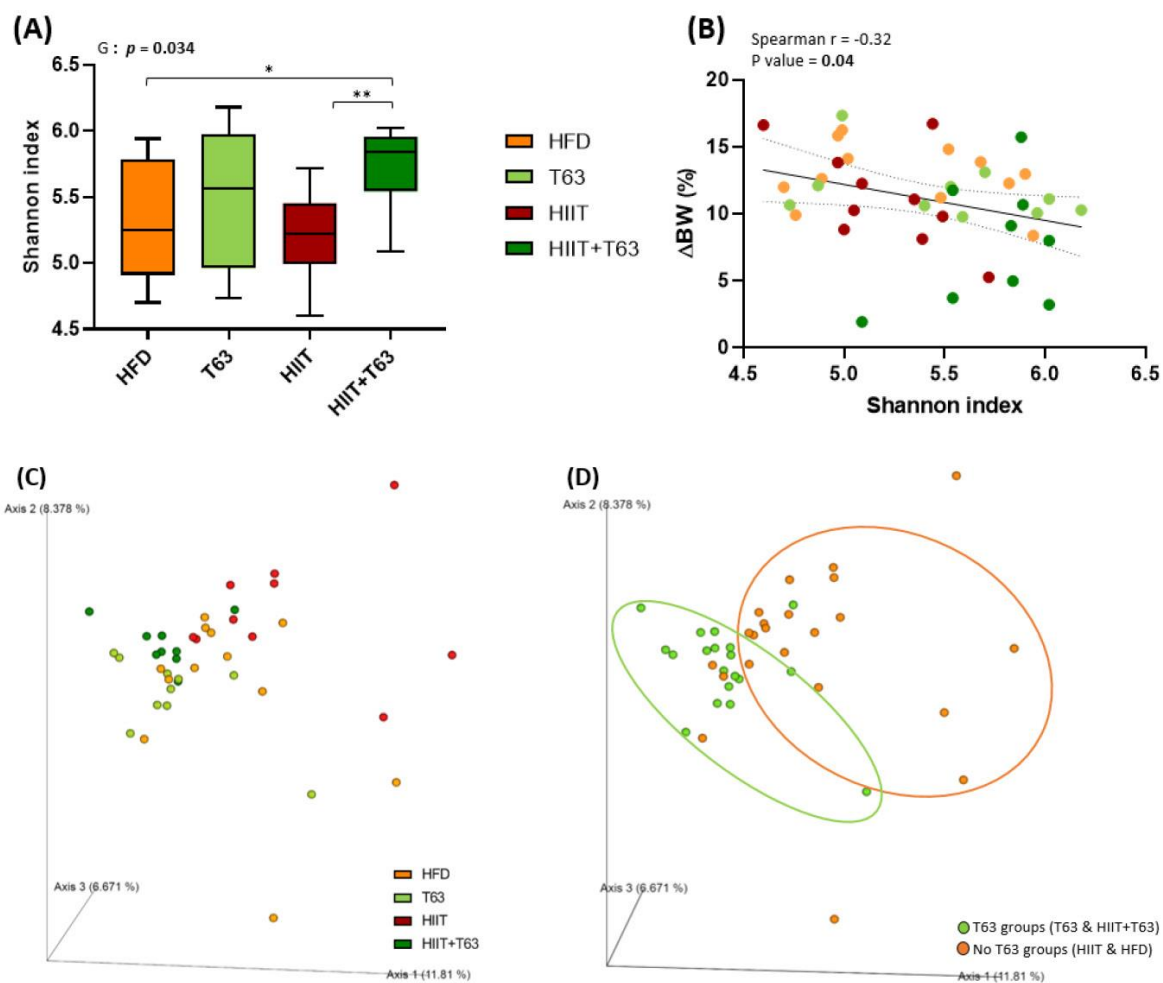 (A)
G : p = 0.034
*
**
6.5
6.0
5.5
5.0
4.5
Shannon index
HFD
T63
HIIT
HIIT+T63
HFD
T63
HIIT
HIIT+T63
(B)
Spearman r = -0.32
P value = 0.04
20
15
10
5
0
ΔBW (%)
4.5 5.0 5.5 6.0 6.5
Shannon index
(C)
Axis 2 (8.378 %)
Axis 3 (6.671 %)
Axis 1 (11.81 %)
HFD
T63
HIIT
HIIT+T63
(D)
Axis 2 (8.378 %)
Axis 3 (6.671 %)
Axis 1 (11.81 %)
T63 groups (T63 & HIIT+T63)
No T63 groups (HIIT & HFD)